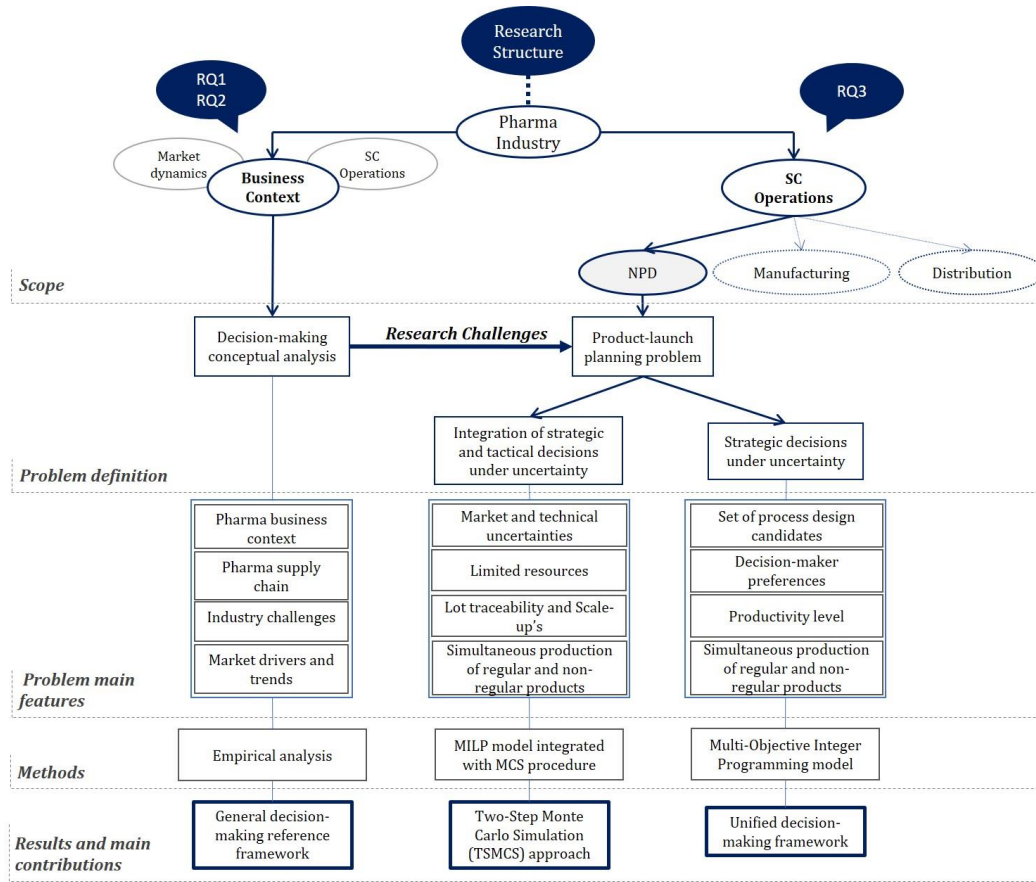 Research
Structure
RQ1
RQ2
RQ3
Pharma
Industry
Market
dynamics
SC
Operations
Business
Context
SC
Operations
NPD
Manufacturing
Distribution
Scope
Decision-making
conceptual analysis
Research Challenges
Product-launch
planning problem
Integration of strategic
and tactical decisions
under uncertainty
Strategic decisions
under uncertainty
Problem definition
Pharma business
context
Pharma supply
chain
Industry challenges
Market drivers and
trends
Market and technical
uncertainties
Limited resources
Lot traceability and Scale-
up's
Simultaneous production
of regular and non-
regular products
Set of process design
candidates
Decision-maker
preferences
Productivity level
Simultaneous production
of regular and non-
regular products
Problem main
features
Empirical analysis
MILP model integrated
with MCS procedure
Multi-Objective Integer
Programming model
Methods
General decision-
making reference
framework
Two-Step Monte
Carlo Simulation
(TSMCS) approach
Unified decision-
making framework
Results and main
contributions